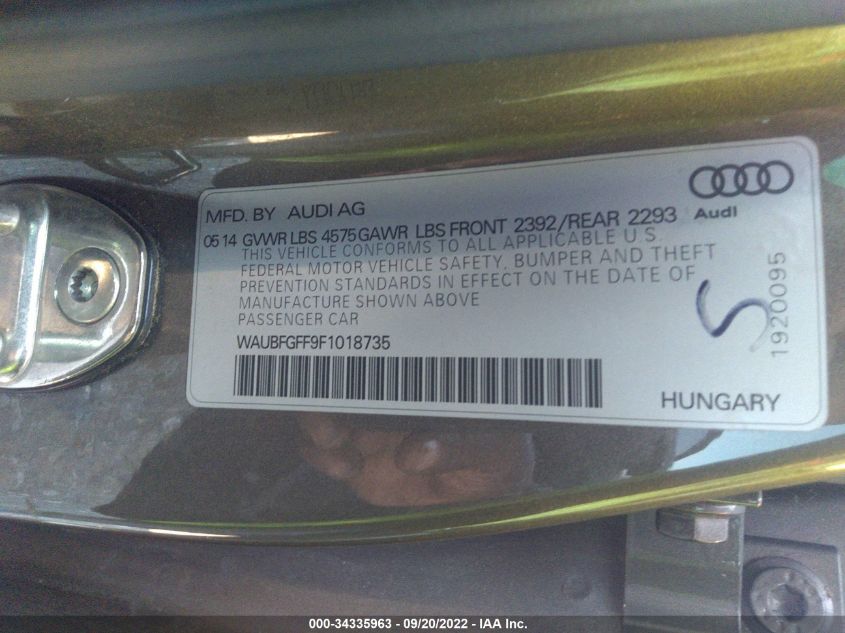 MFD. BY AUDI AG
Audi
05 14 GVWR LBS 4575 GAWR LBS FRONT 2392/REAR 2293
THIS VEHICLE CONFORMS TO ALL APPLICABLE U.S.
FEDERAL MOTOR VEHICLE SAFETY, BUMPER AND THEFT
PREVENTION STANDARDS IN EFFECT ON THE DATE OF
MANUFACTURE SHOWN ABOVE
PASSENGER CAR
WAUBFGFF9F1018735
S
1920095
HUNGARY
000-34335963 - 09/20/2022 - IAA Inc.